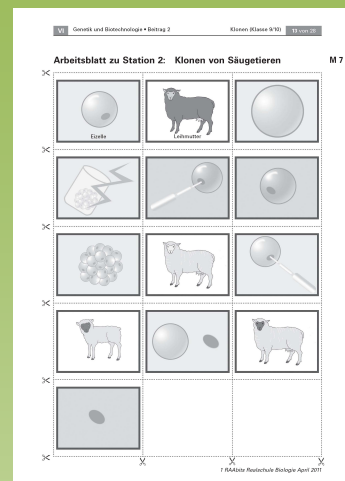 VI Genetik und Biotechnologie • Beitrag 2 Klonen (Klasse 9/10) 13 von 26
Arbeitsblatt zu Station 2: Klonen von Säugetieren M 7
Eizelle Leihmutter
1 RAAbits Realschule Biologie April 2011